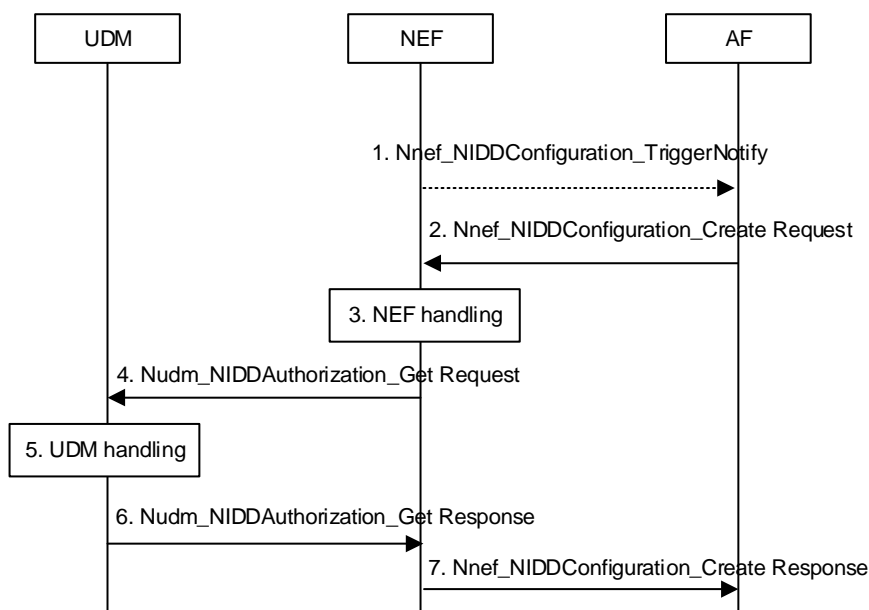 UDM
NEF
AF
1. Nnef_NIDDConfiguration_TriggerNotify
2. Nnef_NIDDConfiguration_Create Request
3. NEF handling
4. Nudm_NIDDAuthorization_Get Request
5. UDM handling
6. Nudm_NIDDAuthorization_Get Response
7. Nnef_NIDDConfiguration_Create Response